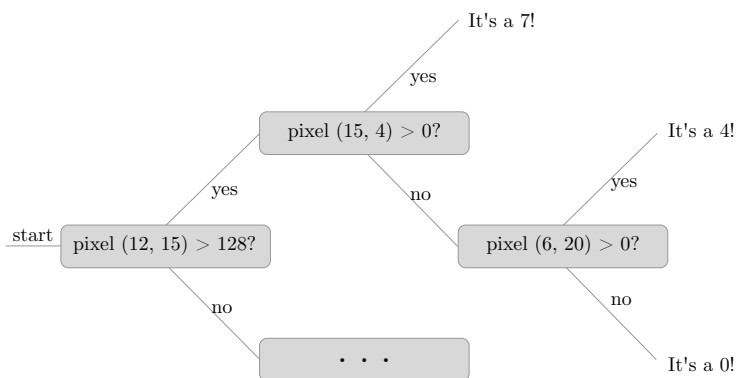 It's a 7!
yes
pixel (15, 4) > 0?
It's a 4!
yes
no
yes
start
pixel (12, 15) > 128?
pixel (6, 20) > 0?
no
no
. . .
It's a 0!